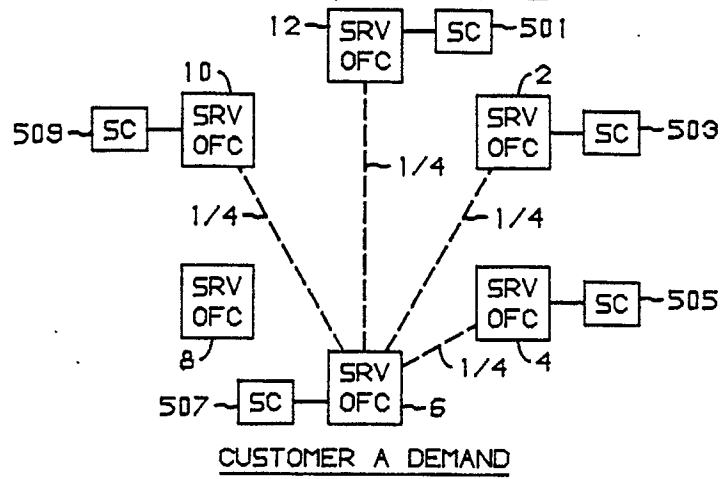 12
SRV
OFC
SC
501
10
SRV
OFC
509
SC
2
SRV
OFC
SC
503
1/4
1/4
1/4
SRV
OFC
8
SRV
OFC
4
SC
505
1/4
507
SC
SRV
OFC
6
CUSTOMER A DEMAND